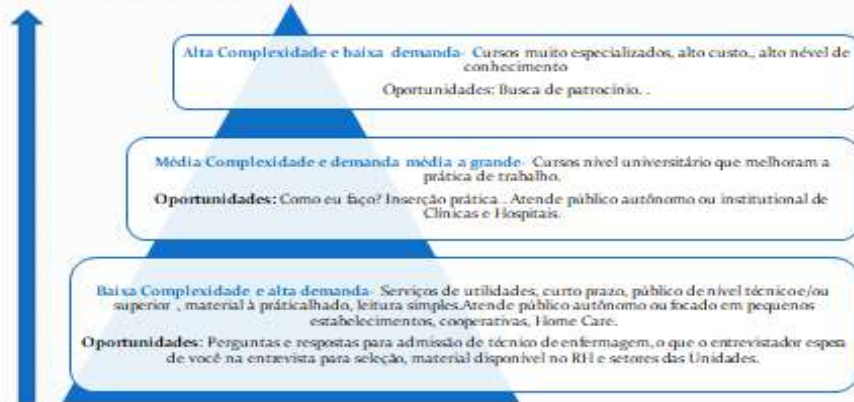 Alta Complexidade e baixa demanda- Cursos muito especializados, alto custo., alto névei de
conhecimento
Oportunidades: Busca de patrocínio. .
Média Complexidade e demanda média a grande- Cursos nível universitário que melhoram a
prática de trabalho.
Oportunidades: Como eu faço? Inserção prática . Atende público autônomo ou institutional de
Clínicas e Hospitais.
Baixa Complexidade e alta demanda- Serviços de utilidades, curto prazo, público de nível técnico e/ou
superior , material à práticalhado, leitura simples.Atende público autônomo ou focado em pequenos
estabelecimentos, cooperativas, Home Care.
Oportunidades: Perguntas e respostas para admissão de técnico de enfermagem, o que o entrevistador espera
de você na entrevista para seleção, material disponível no RH e setores das Unidades.